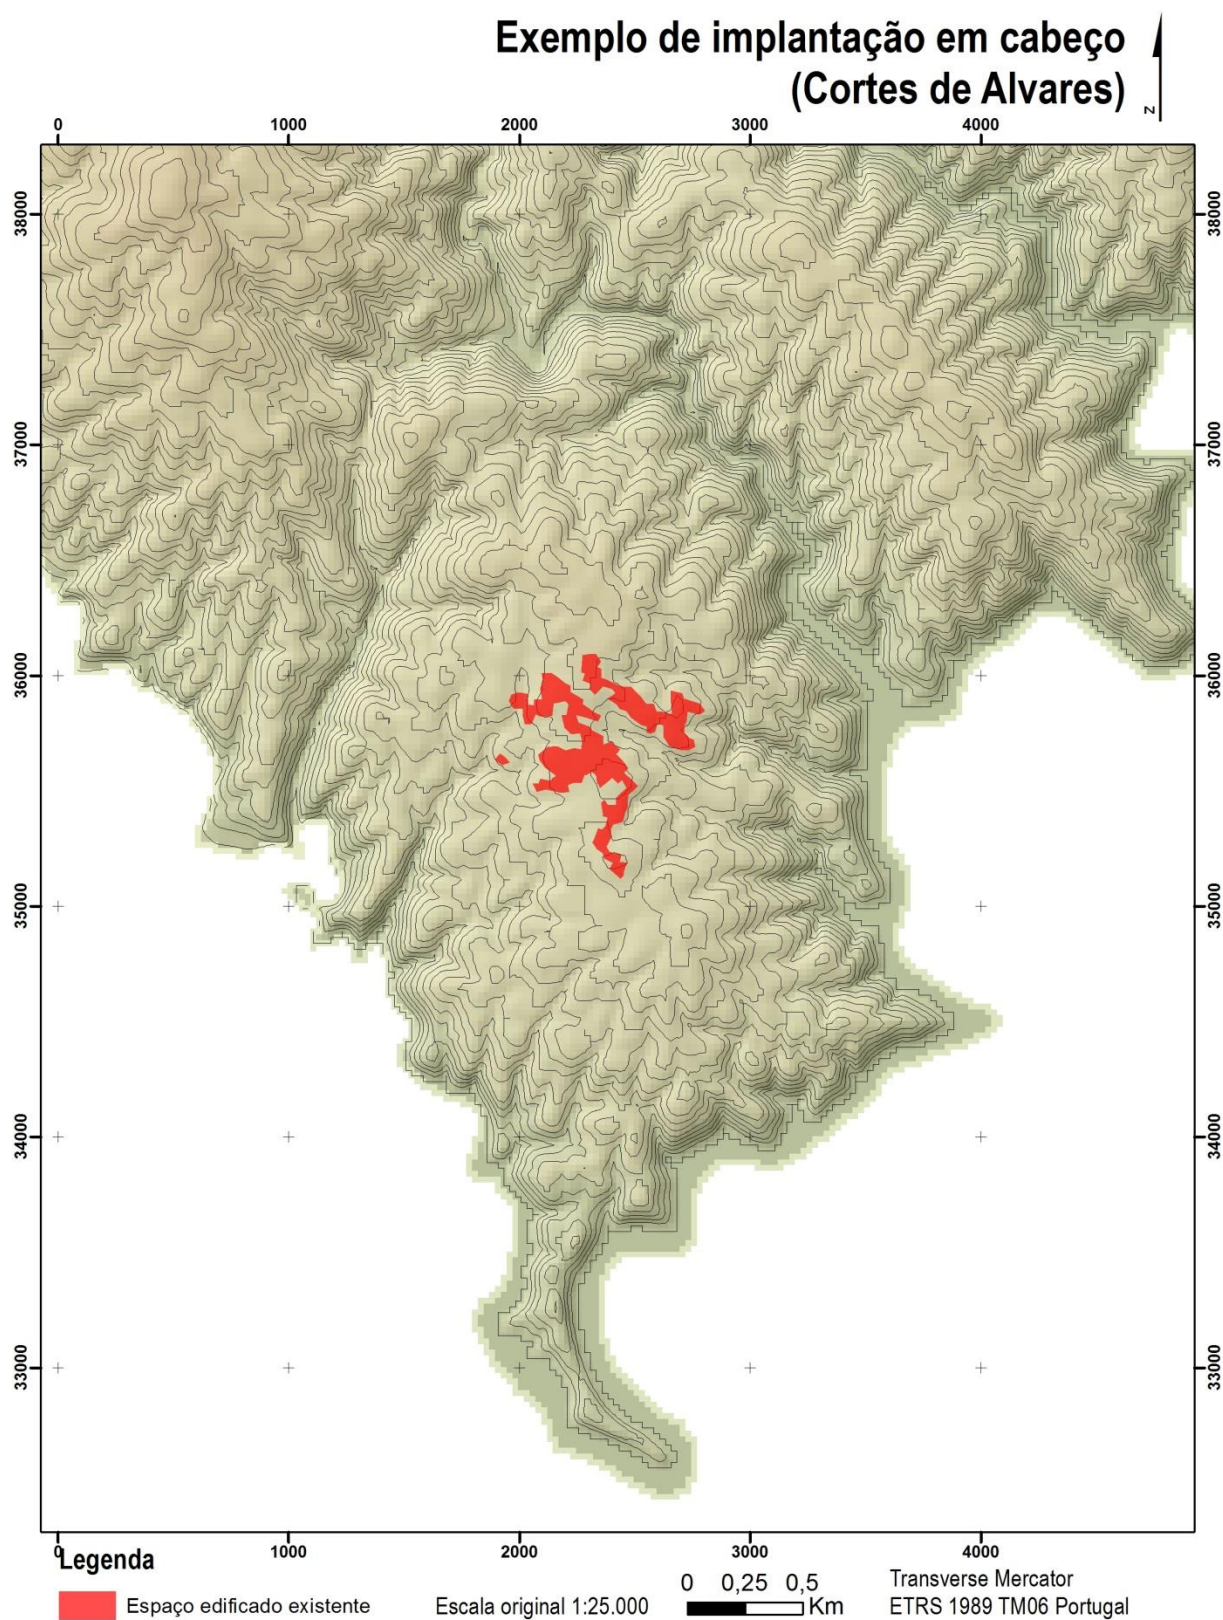 Exemplo de implantação em cabeço
(Cortes de Alvares)
N
0 1000 2000 3000 4000
38000 38000
37000 37000
36000 36000
35000 35000
34000 34000
33000 33000
0 1000 2000 3000 4000
Legenda
Espaço edificado existente
Escala original 1:25.000
0 0,25 0,5
Km
Transverse Mercator
ETRS 1989 TM06 Portugal